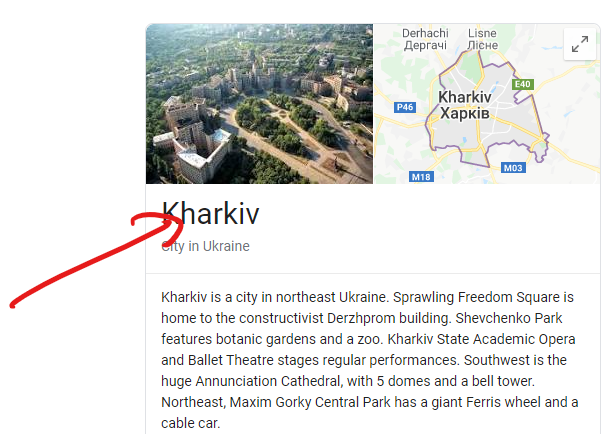 Derhachi
Дергачі
Lisne
Лісне
E40
Kharkiv
Харків
P46
M03
M18
Kharkiv
City in Ukraine
Kharkiv is a city in northeast Ukraine. Sprawling Freedom Square is
home to the constructivist Derzhprom building. Shevchenko Park
features botanic gardens and a zoo. Kharkiv State Academic Opera
and Ballet Theatre stages regular performances. Southwest is the
huge Annunciation Cathedral, with 5 domes and a bell tower.
Northeast, Maxim Gorky Central Park has a giant Ferris wheel and a
cable car.